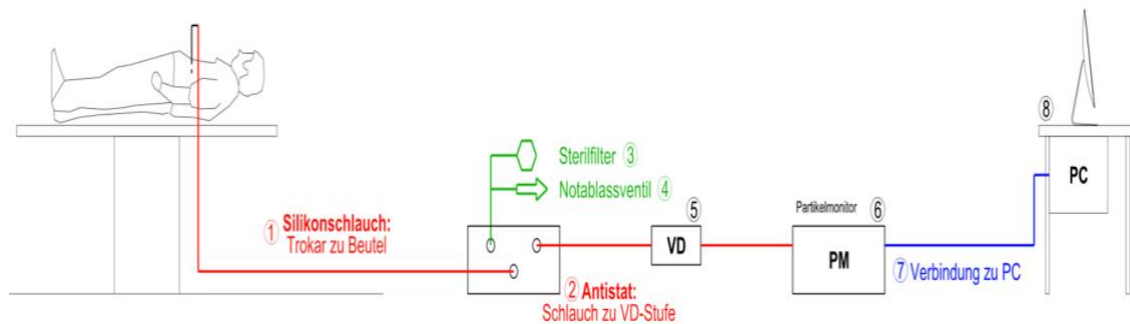 ① Silikonschlauch:
Trokar zu Beutel
Sterilfilter ③
Notablassventil ④
② Antistat:
Schlauch zu VD-Stufe
⑤
VD
Partikelmonitor ⑥
PM
⑦ Verbindung zu PC
⑧
PC